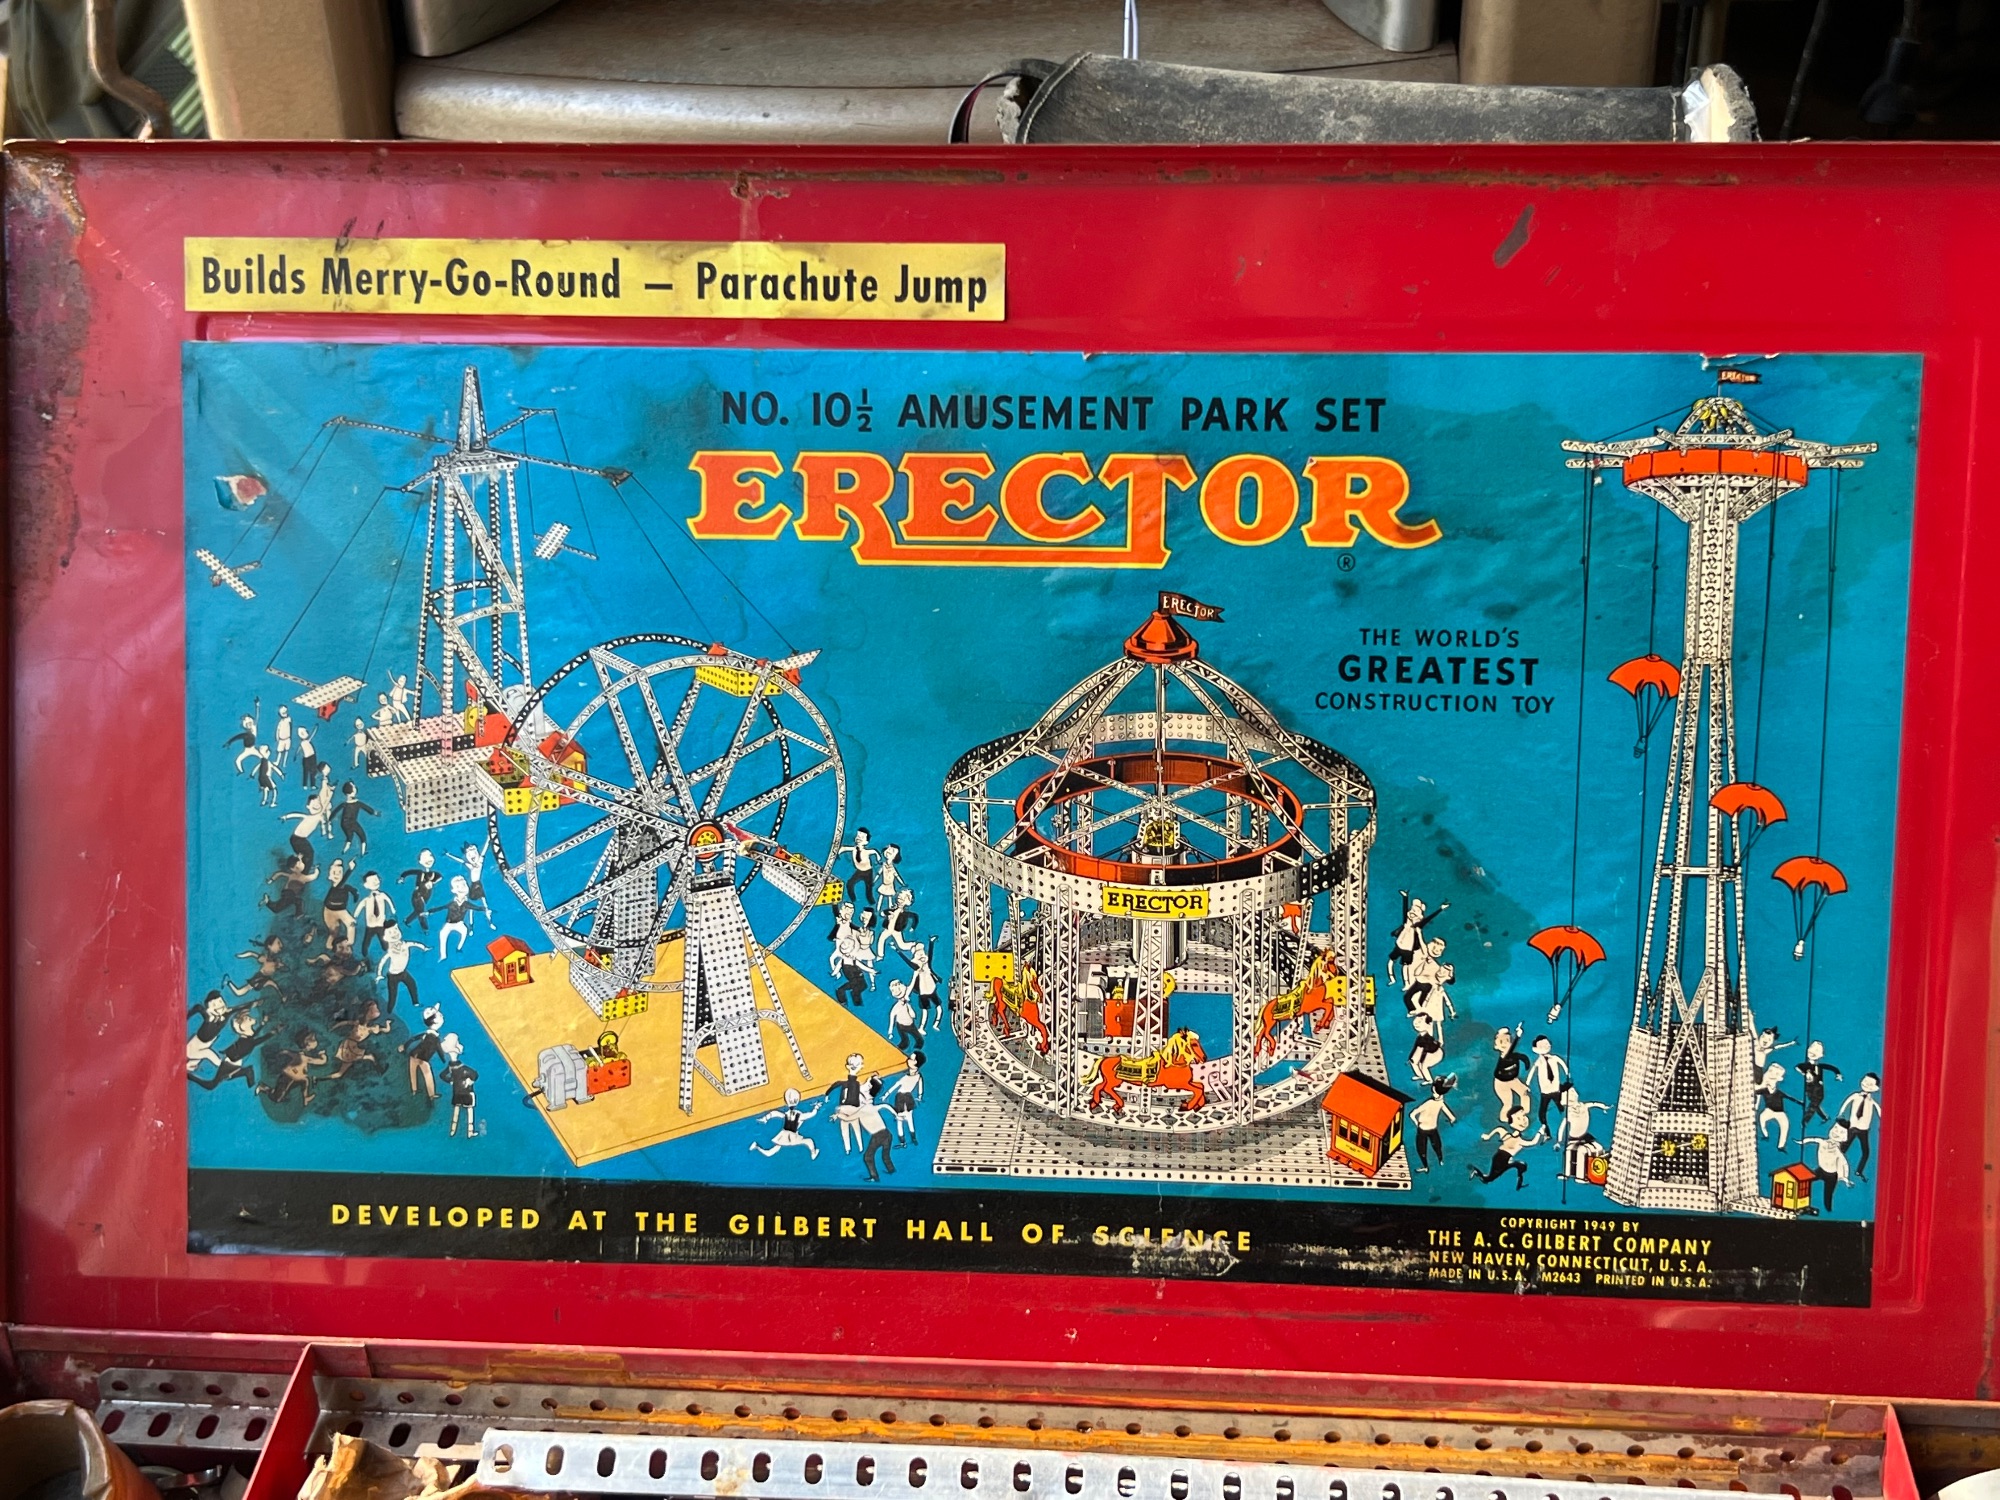 Builds Merry-Go-Round — Parachute Jump
NO. 10½ AMUSEMENT PARK SET
ERECTOR
®
ERECTOR
ERECTOR
THE WORLD'S
GREATEST
CONSTRUCTION TOY
ERECTOR
DEVELOPED AT THE GILBERT HALL OF SCIENCE
COPYRIGHT 1949 BY
THE A. C. GILBERT COMPANY
NEW HAVEN, CONNECTICUT, U. S. A.
MADE IN U.S.A. M2643 PRINTED IN U.S.A.